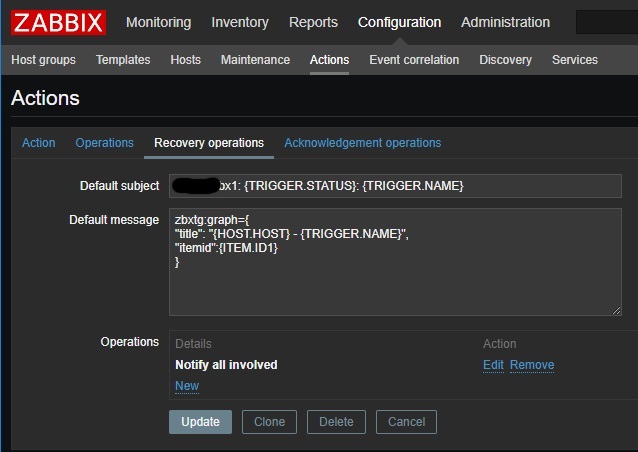 ZABBIX Monitoring Inventory Reports Configuration Administration
Host groups Templates Hosts Maintenance Actions Event correlation Discovery Services
Actions
Action Operations Recovery operations Acknowledgement operations
Default subject bx1: {TRIGGER.STATUS}: {TRIGGER.NAME}
Default message zbxtg:graph={
"title": "{HOST.HOST} - {TRIGGER.NAME}",
"itemid":{ITEM.ID1}
}
Operations Details Action
Notify all involved Edit Remove
New
Update Clone Delete Cancel